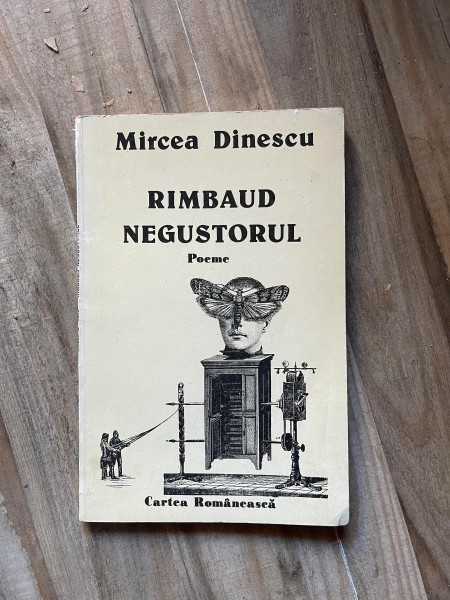 Mircea Dinescu
RIMBAUD
NEGUSTORUL
Poeme
Cartea Românească